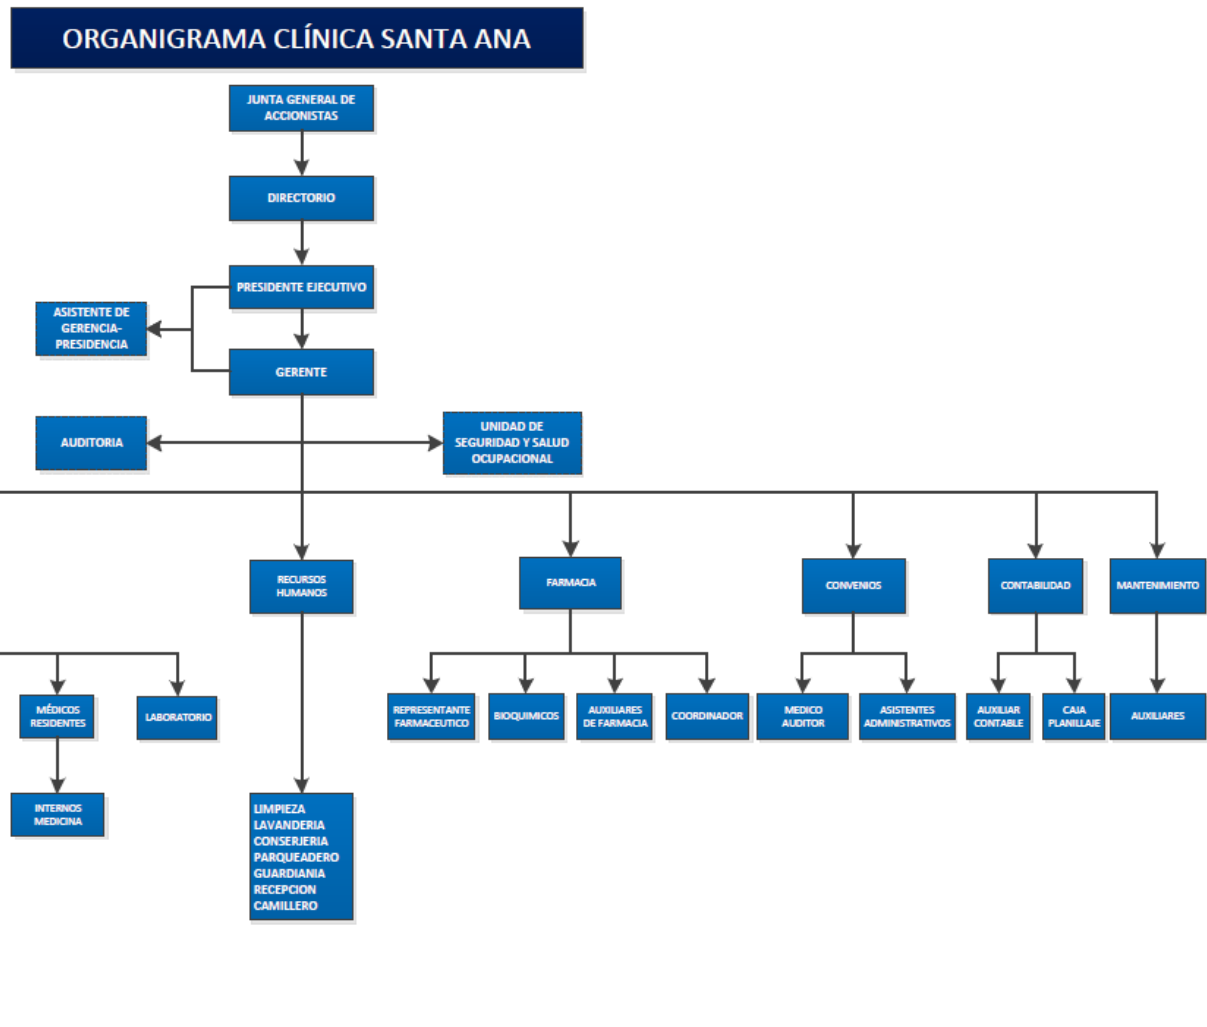 ORGANIGRAMA CLÍNICA SANTA ANA
JUNTA GENERAL DE
ACCIONISTAS
DIRECTORIO
PRESIDENTE EJECUTIVO
ASISTENTE DE
GERENCIA-
PRESIDENCIA
GERENTE
AUDITORIA
UNIDAD DE
SEGURIDAD Y SALUD
OCUPACIONAL
RECURSOS
HUMANOS
FARMACIA
CONVENIOS
CONTABILIDAD
MANTENIMIENTO
MÉDICOS
RESIDENTES
LABORATORIO
REPRESENTANTE
FARMACEUTICO
BIOQUIMICOS
AUXILIARES
DE FARMACIA
COORDINADOR
MEDICO
AUDITOR
ASISTENTES
ADMINISTRATIVOS
AUXILIAR
CONTABLE
CAJA
PLANILLAJE
AUXILIARES
INTERNOS
MEDICINA
LIMPIEZA
LAVANDERIA
CONSERJERIA
PARQUEADERO
GUARDIANIA
RECEPCION
CAMILLERO